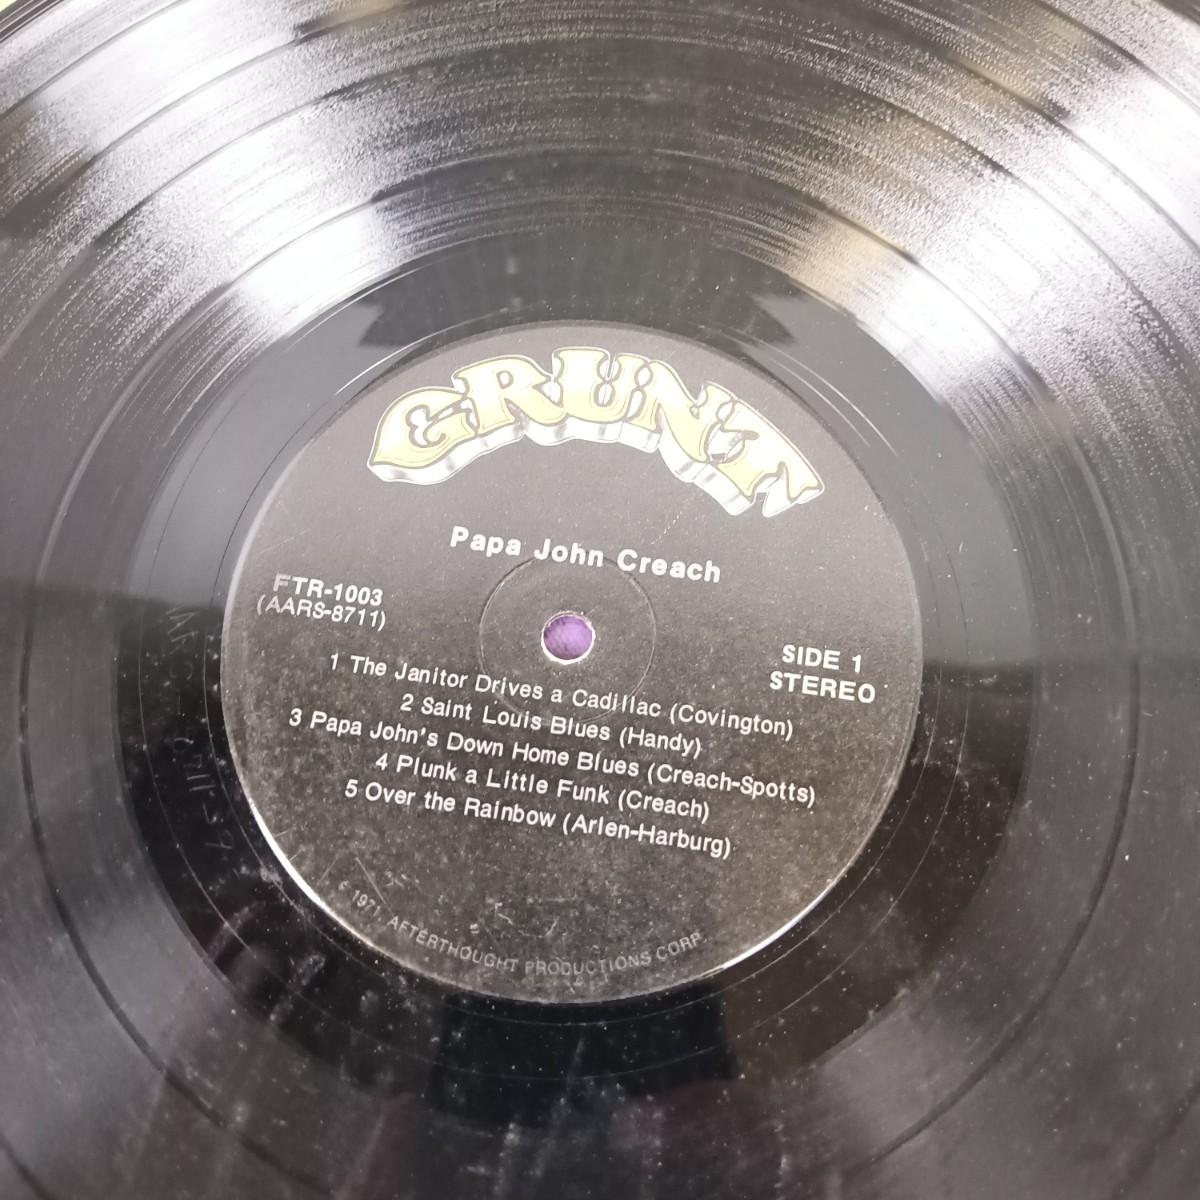 GRUNT
Papa John Creach
FTR-1003
(AARS-8711)
SIDE 1
STEREO
1 The Janitor Drives a Cadillac (Covington)
2 Saint Louis Blues (Handy)
3 Papa John's Down Home Blues (Creach-Spotts)
4 Plunk a Little Funk (Creach)
5 Over the Rainbow (Arlen-Harburg)
© 1971, AFTERTHOUGHT PRODUCTIONS CORP.